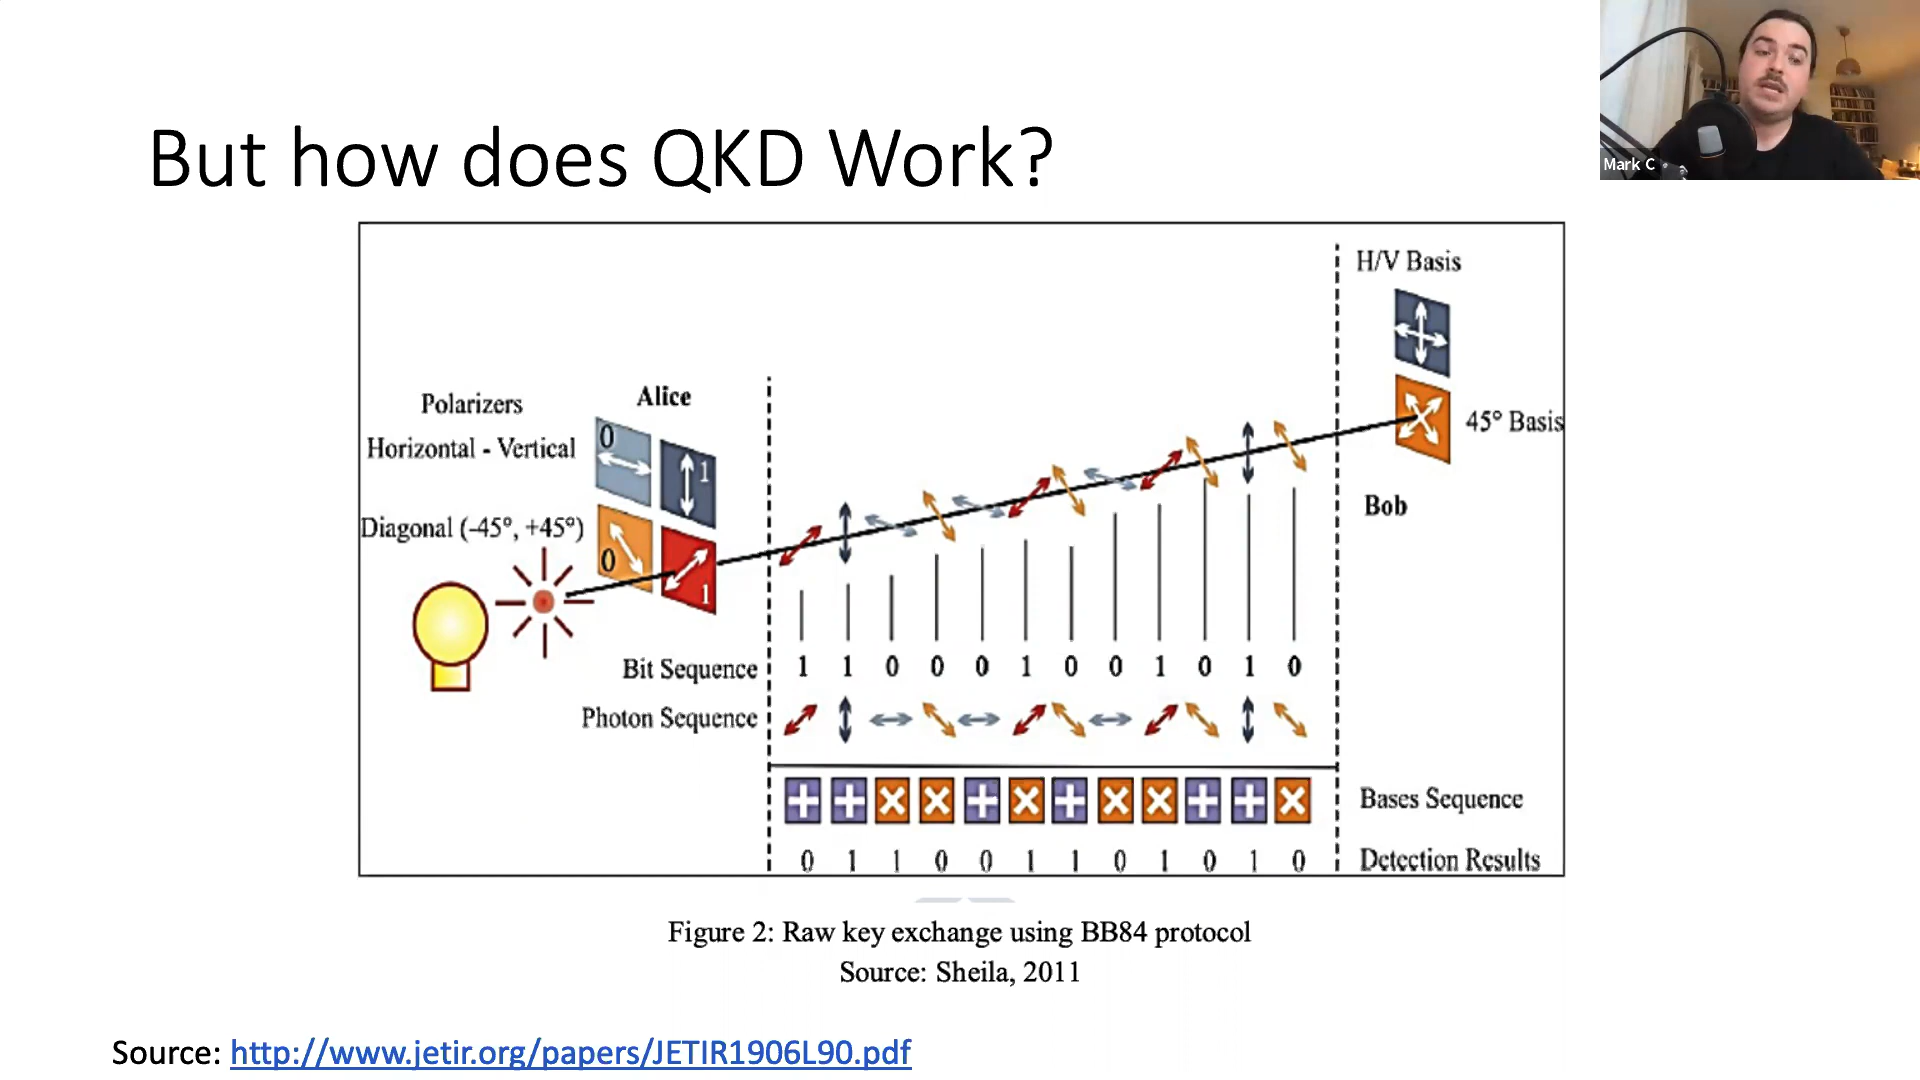 Mark C
But how does QKD Work?
H/V Basis
Polarizers
Alice
Horizontal - Vertical
0
1
45° Basis
Diagonal (-45°, +45°)
0
1
Bob
Bit Sequence 1 1 0 0 0 1 0 0 1 0 1 0
Photon Sequence
Bases Sequence
0 1 1 0 0 1 1 0 1 0 1 0 Detection Results
Figure 2: Raw key exchange using BB84 protocol
Source: Sheila, 2011
Source: http://www.jetir.org/papers/JETIR1906L90.pdf